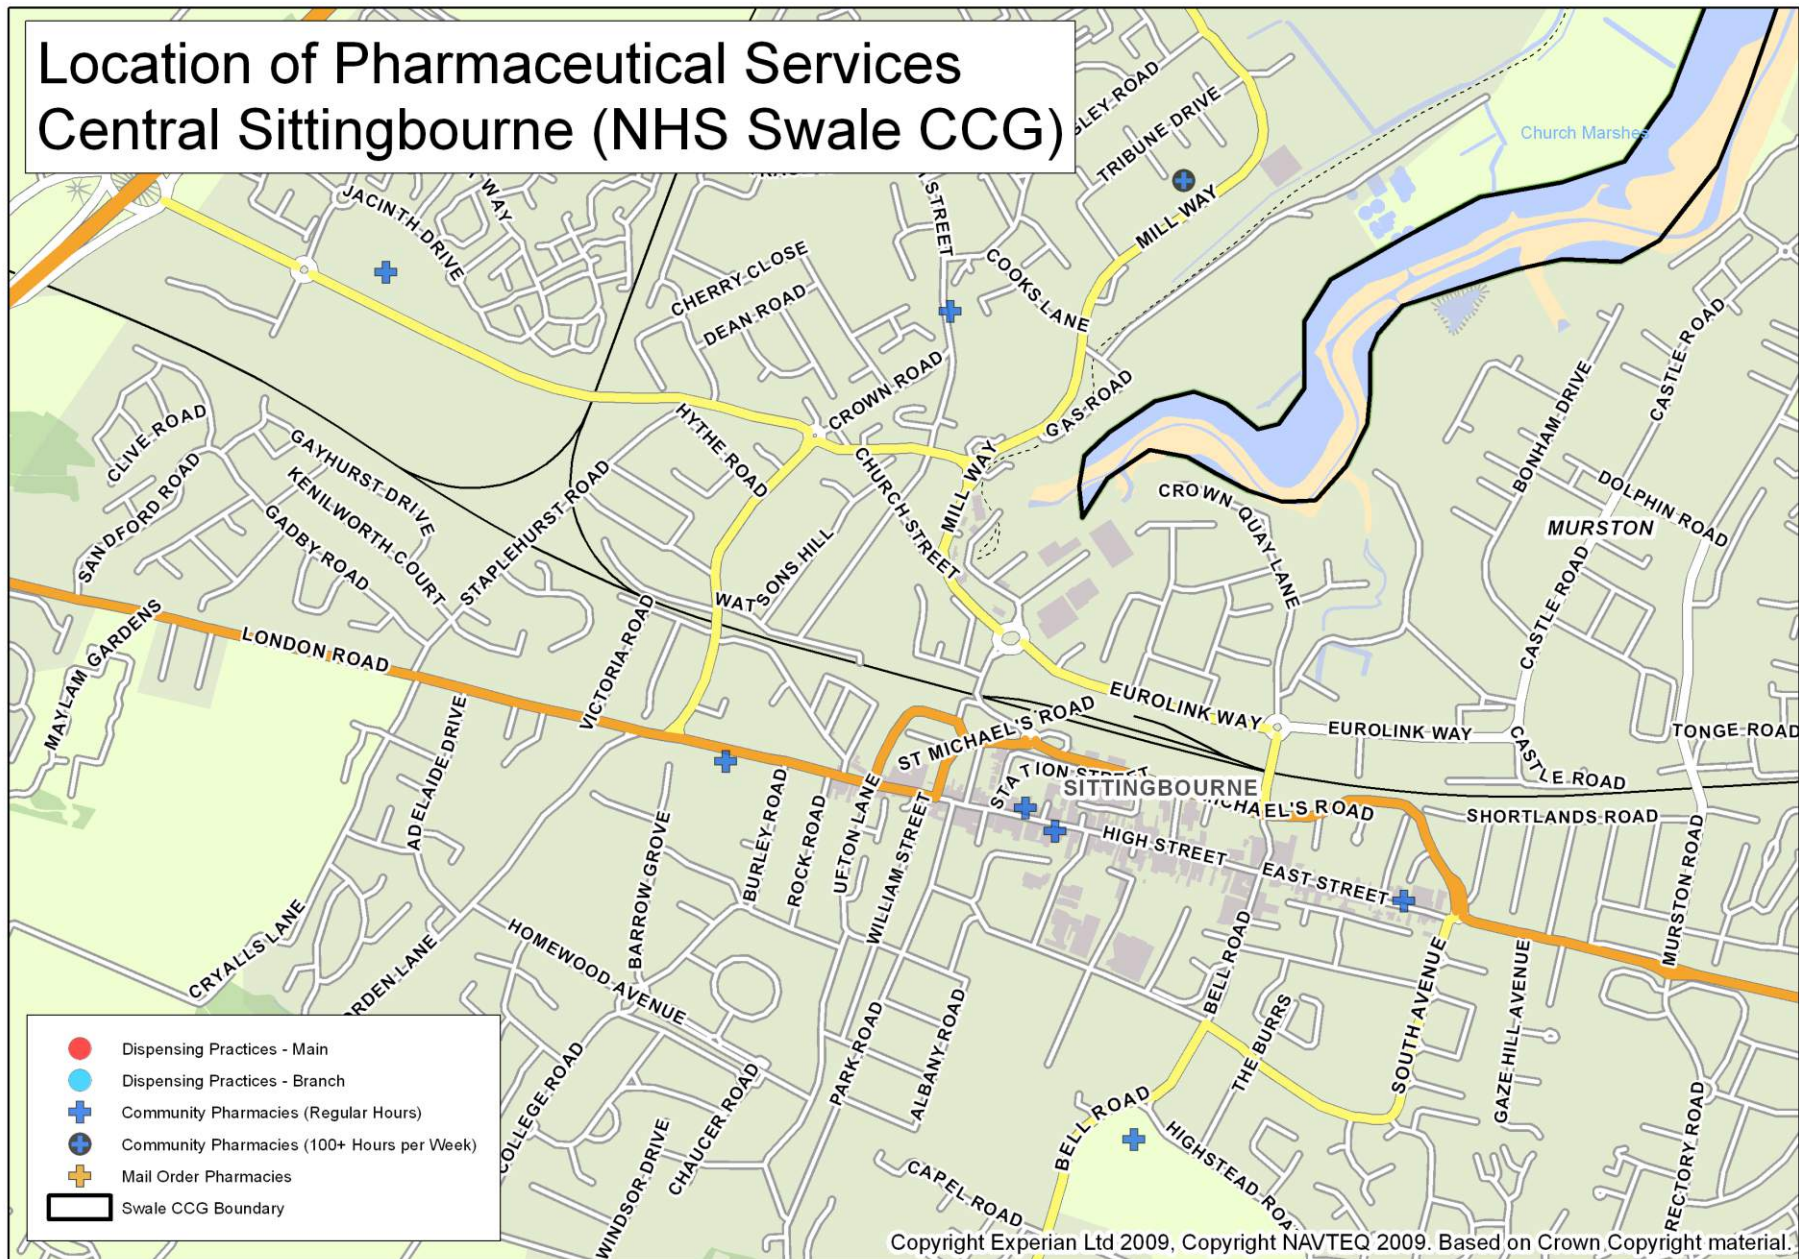 Location of Pharmaceutical Services
Central Sittingbourne (NHS Swale CCG)
TRIBUNE DRIVE
Church Marshes
JACINTH DRIVE
WAY
STREET
MILL WAY
COOKS LANE
CHERRY CLOSE
DEAN ROAD
CROWN ROAD
GAS ROAD
CASTLE ROAD
BONHAM DRIVE
CLIVE ROAD
GAYHURST DRIVE
HYTHE ROAD
CHURCH STREET
MILL WAY
SANDFORD ROAD
KENILWORTH COURT
GADBY ROAD
STAPLEHURST ROAD
CROWN QUAY LANE
DOLPHIN ROAD
MURSTON
WATSONS HILL
CASTLE ROAD
MAYLAM GARDENS
LONDON ROAD
VICTORIA ROAD
EUROLINK WAY
EUROLINK WAY
TONGE ROAD
ST MICHAEL'S ROAD
CASTLE ROAD
ADELAIDE DRIVE
STATION STREET
SITTINGBOURNE
MICHAEL'S ROAD
SHORTLANDS ROAD
BARROW GROVE
BURLEY ROAD
ROCK ROAD
UFTON LANE
WILLIAM STREET
HIGH STREET
EAST STREET
MURSTON ROAD
CRYALLS LANE
HOMEWOOD AVENUE
BELL ROAD
ORDEN LANE
PARK ROAD
ALBANY ROAD
THE BURRS
SOUTH AVENUE
GAZE HILL AVENUE
COLLEGE ROAD
CHAUCER ROAD
WINDSOR DRIVE
BELL ROAD
HIGHSTEAD ROA
CAPEL ROAD
RECTORY ROAD
Dispensing Practices - Main
Dispensing Practices - Branch
Community Pharmacies (Regular Hours)
Community Pharmacies (100+ Hours per Week)
Mail Order Pharmacies
Swale CCG Boundary
Copyright Experian Ltd 2009, Copyright NAVTEQ 2009. Based on Crown Copyright material.